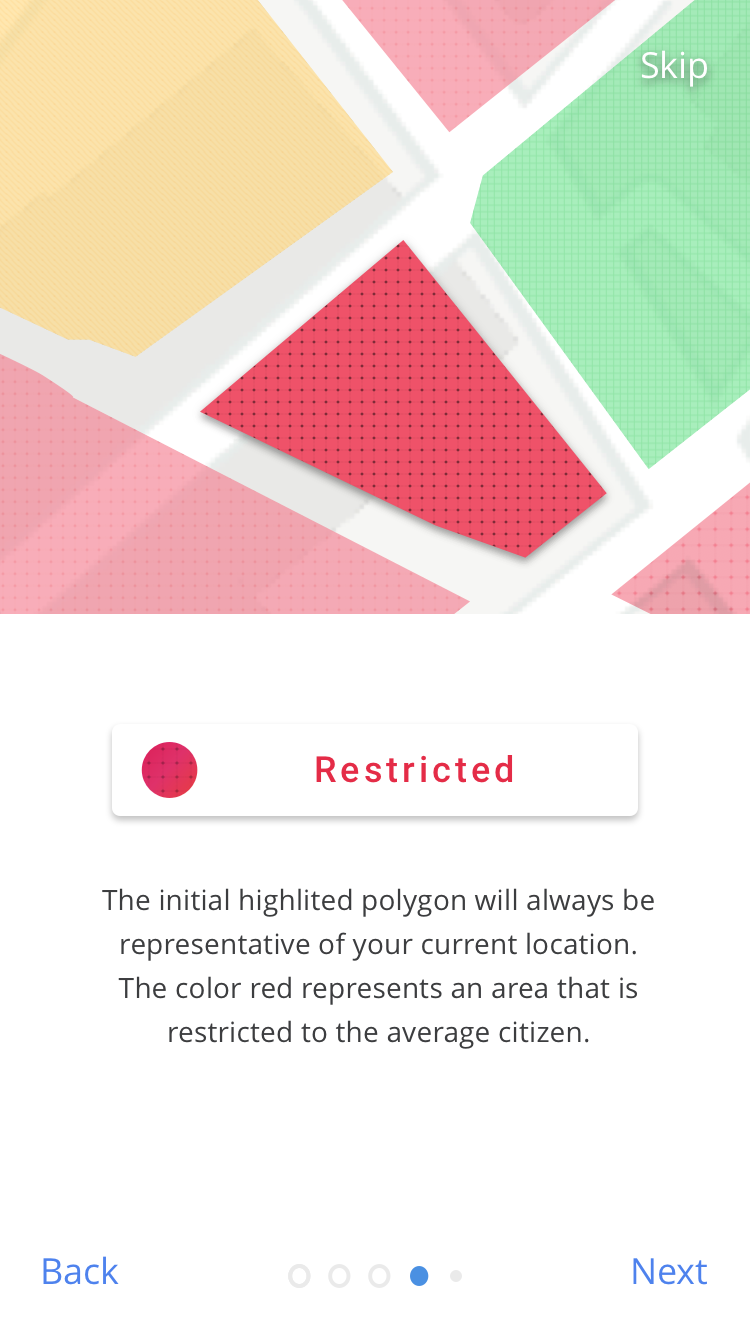 Skip
Restricted
The initial highlited polygon will always be
representative of your current location.
The color red represents an area that is
restricted to the average citizen.
Back
Next